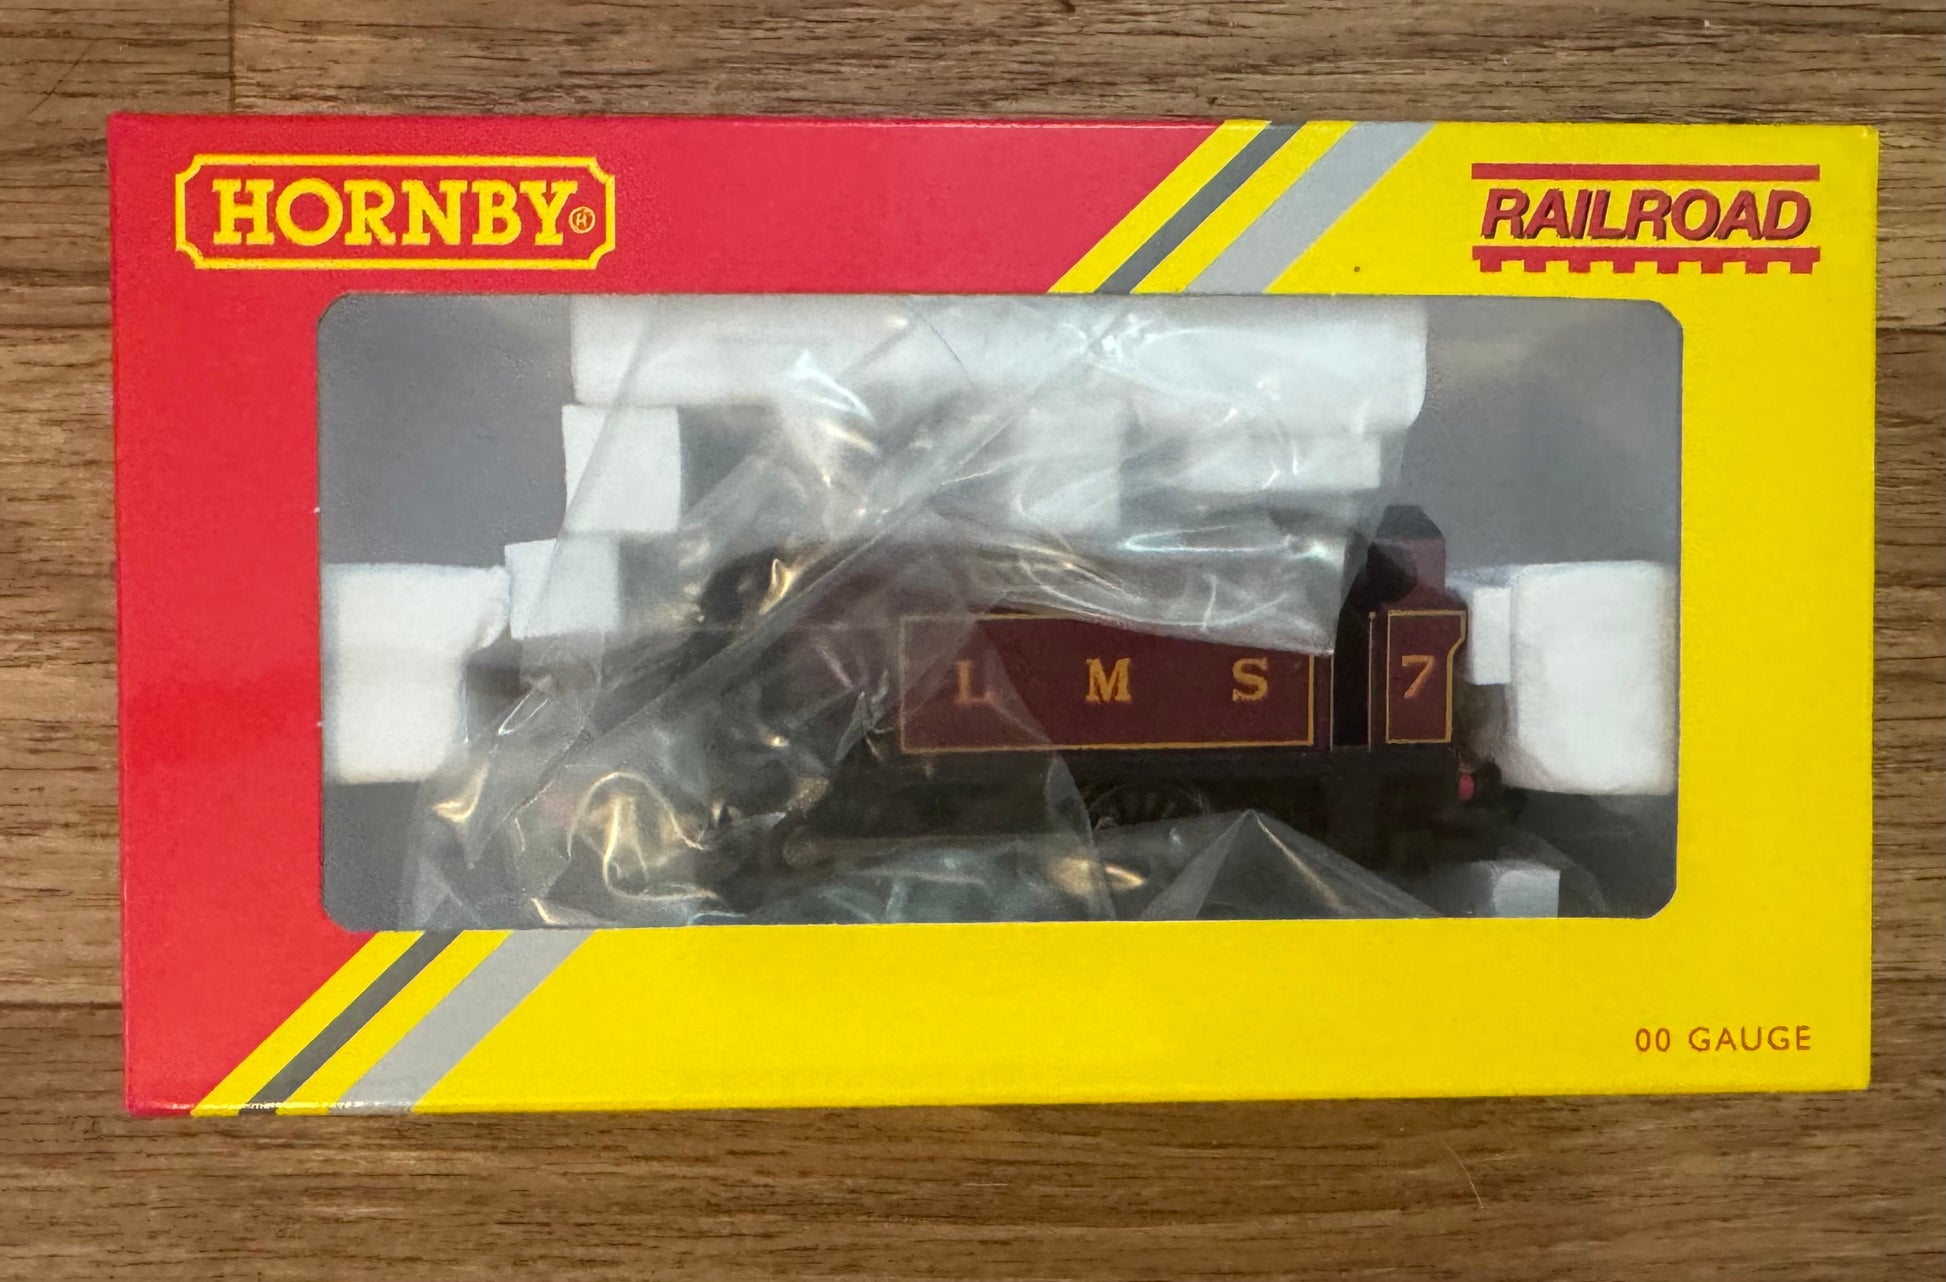 HORNBY
RAILROAD
L M S 7
00 GAUGE